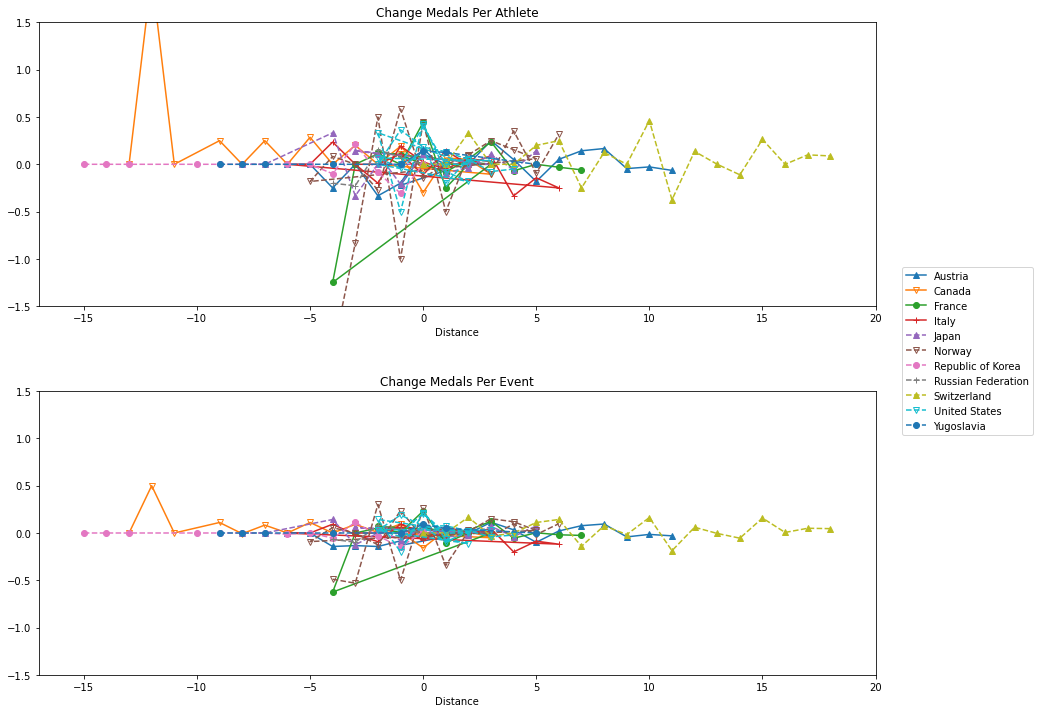 Change Medals Per Athlete
1.5
1.0
0.5
0.0
−0.5
−1.0
−1.5
−15 −10 −5 0 5 10 15 20
Distance
Austria
Canada
France
Italy
Japan
Norway
Republic of Korea
Russian Federation
Switzerland
United States
Yugoslavia
Change Medals Per Event
1.5
1.0
0.5
0.0
−0.5
−1.0
−1.5
−15 −10 −5 0 5 10 15 20
Distance